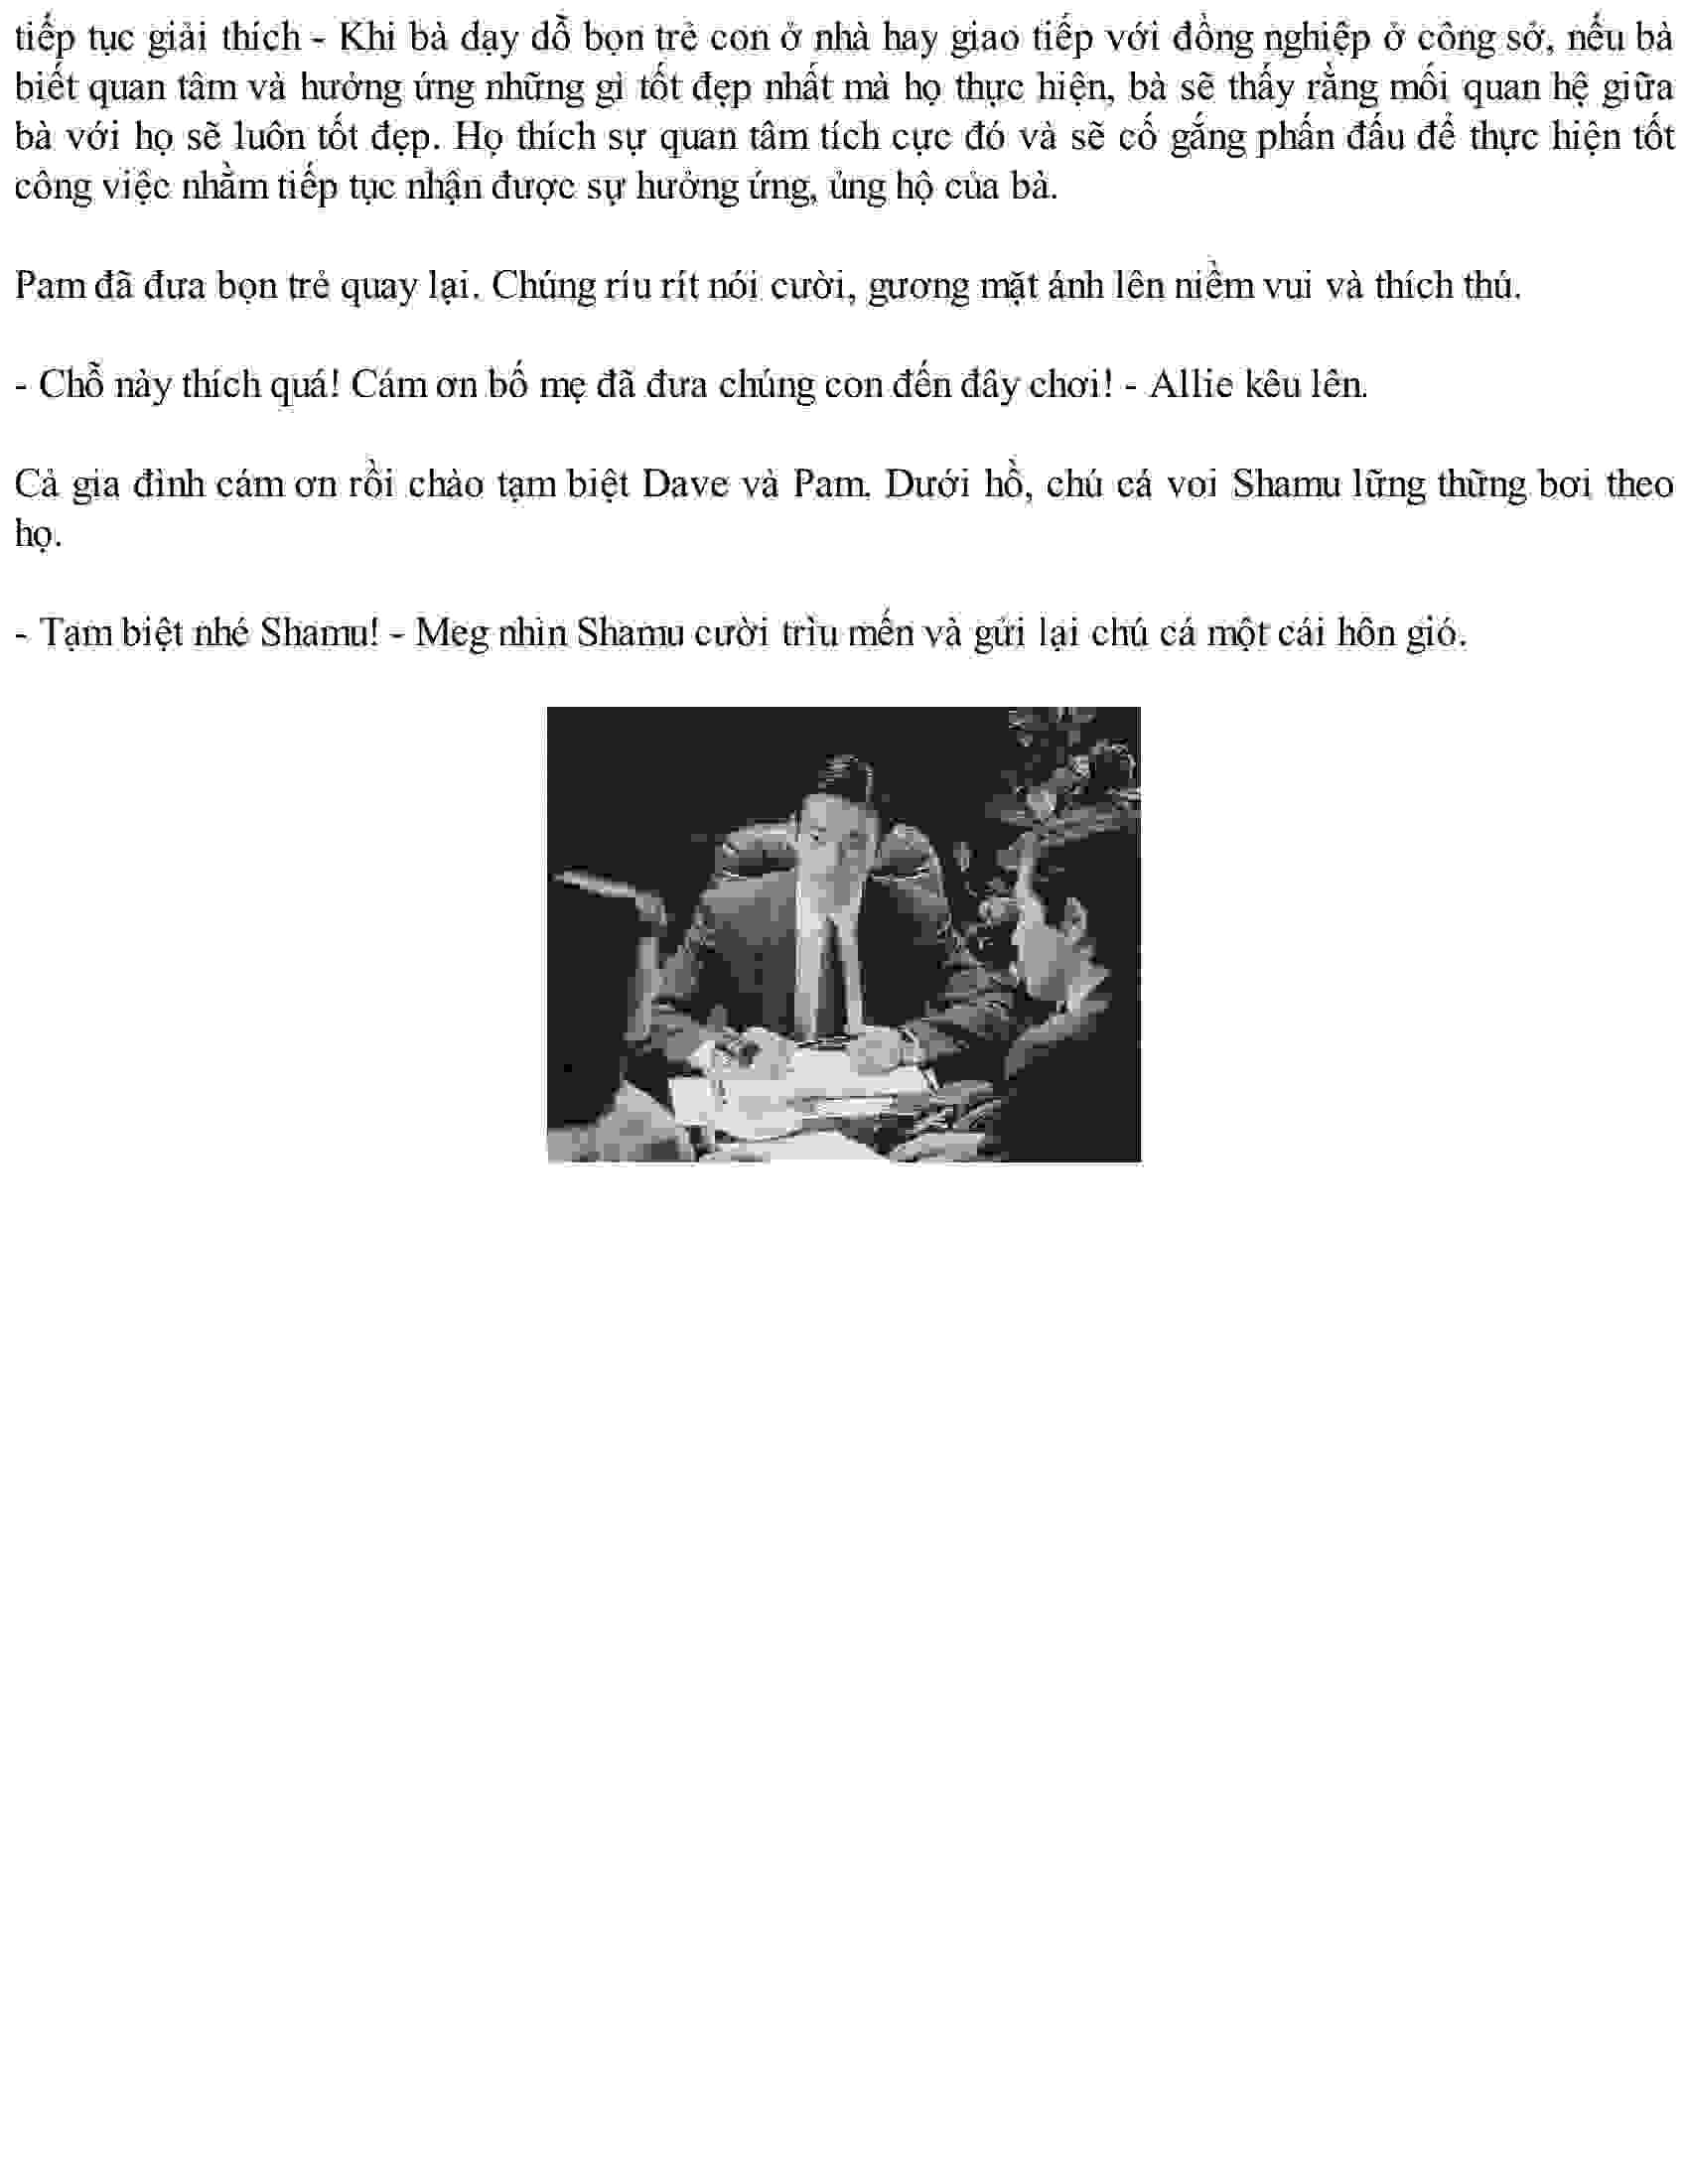 tiếp tục giải thích - Khi bà dạy dỗ bọn trẻ con ở nhà hay giao tiếp với đồng nghiệp ở công sở, nếu bà
biết quan tâm và hưởng ứng những gì tốt đẹp nhất mà họ thực hiện, bà sẽ thấy rằng mối quan hệ giữa
bà với họ sẽ luôn tốt đẹp. Họ thích sự quan tâm tích cực đó và sẽ cố gắng phấn đấu để thực hiện tốt
công việc nhằm tiếp tục nhận được sự hưởng ứng, ủng hộ của bà.
Pam đã đưa bọn trẻ quay lại. Chúng ríu rít nói cười, gương mặt ánh lên niềm vui và thích thú.
- Chỗ này thích quá! Cám ơn bố mẹ đã đưa chúng con đến đây chơi! - Allie kêu lên.
Cả gia đình cám ơn rồi chào tạm biệt Dave và Pam. Dưới hồ, chú cá voi Shamu lững thững bơi theo
họ.
- Tạm biệt nhé Shamu! - Meg nhìn Shamu cười trìu mến và gửi lại chú cá một cái hôn gió.